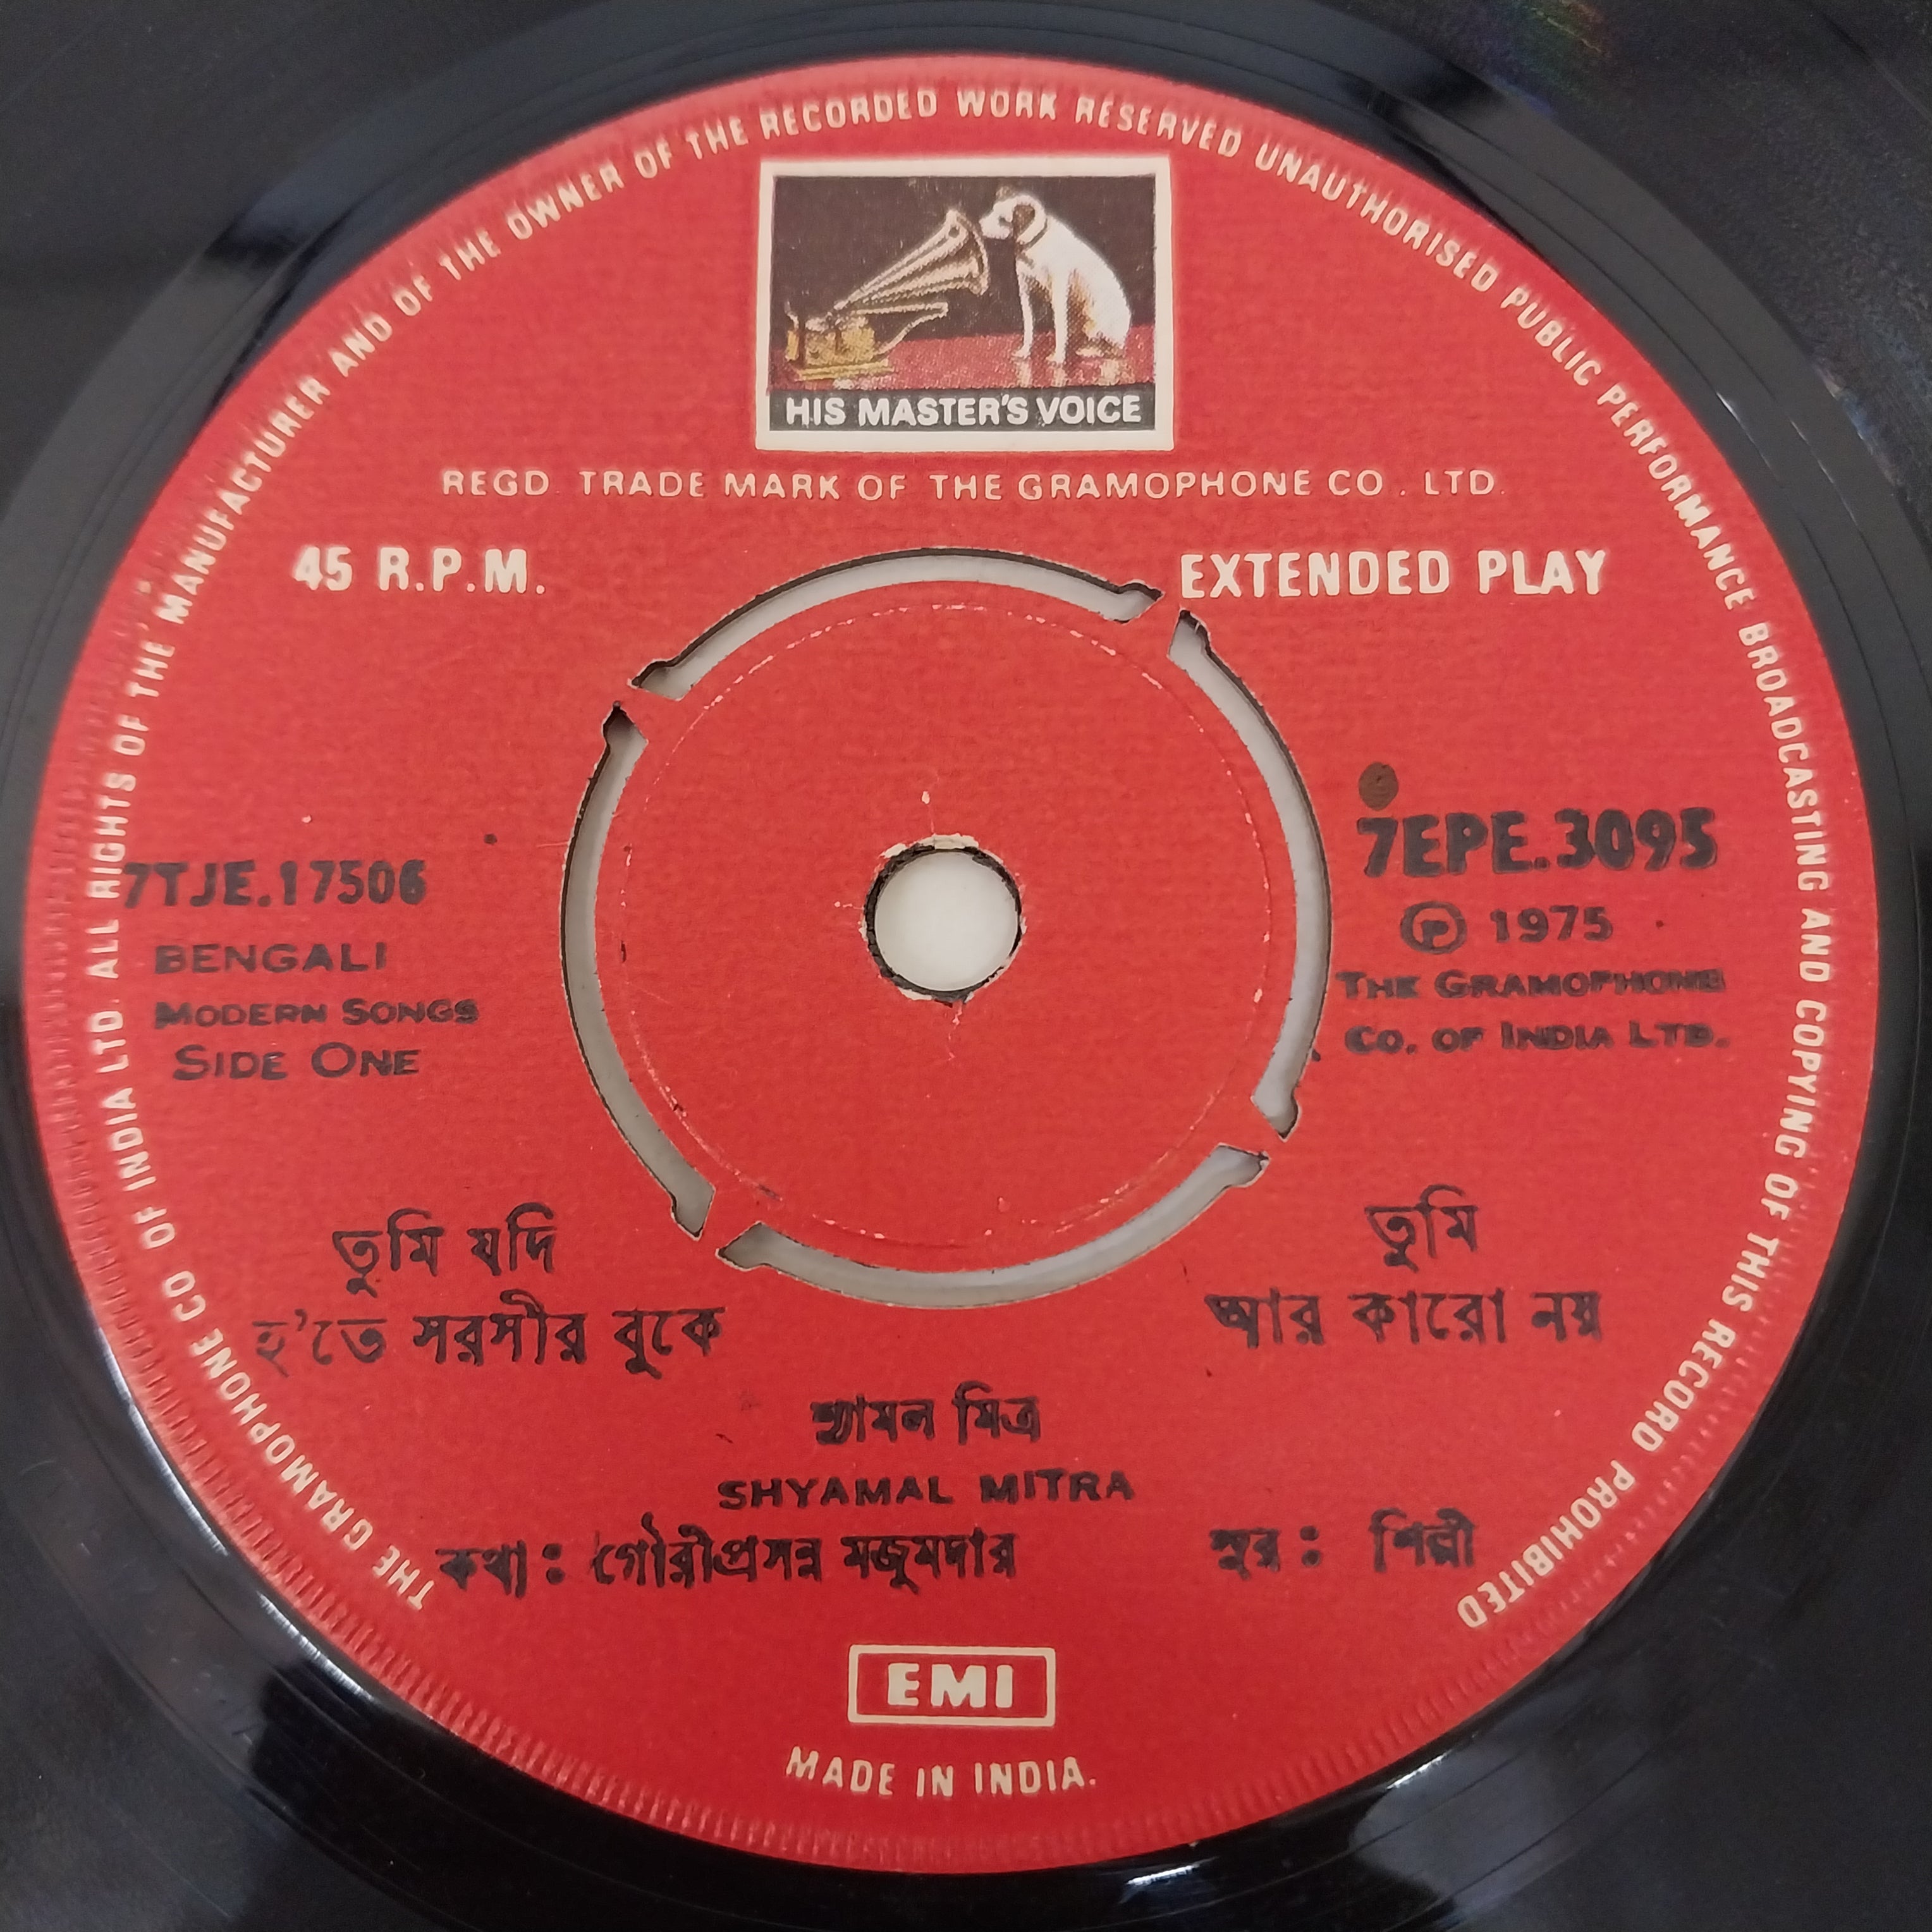 THE GRAMOPHONE CO OF INDIA LTD. ALL RIGHTS OF THE MANUFACTURER AND OF THE OWNER OF THE RECORDED WORK RESERVED UNAUTHORISED PUBLIC PERFORMANCE BROADCASTING AND COPYING OF THIS RECORD PROHIBITED
HIS MASTER'S VOICE
REGD. TRADE MARK OF THE GRAMOPHONE CO. LTD.
45 R.P.M.
EXTENDED PLAY
7TJE.17506
BENGALI
MODERN SONGS
SIDE ONE
7EPE.3095
℗ 1975
THE GRAMOPHONE
CO. OF INDIA LTD.
তুমি যদি
হ'তে সরসীর বুকে
তুমি
আর কারো নয়
শ্যামল মিত্র
SHYAMAL MITRA
কথা : গৌরীপ্রসন্ন মজুমদার
সুর : শিল্পী
EMI
MADE IN INDIA.